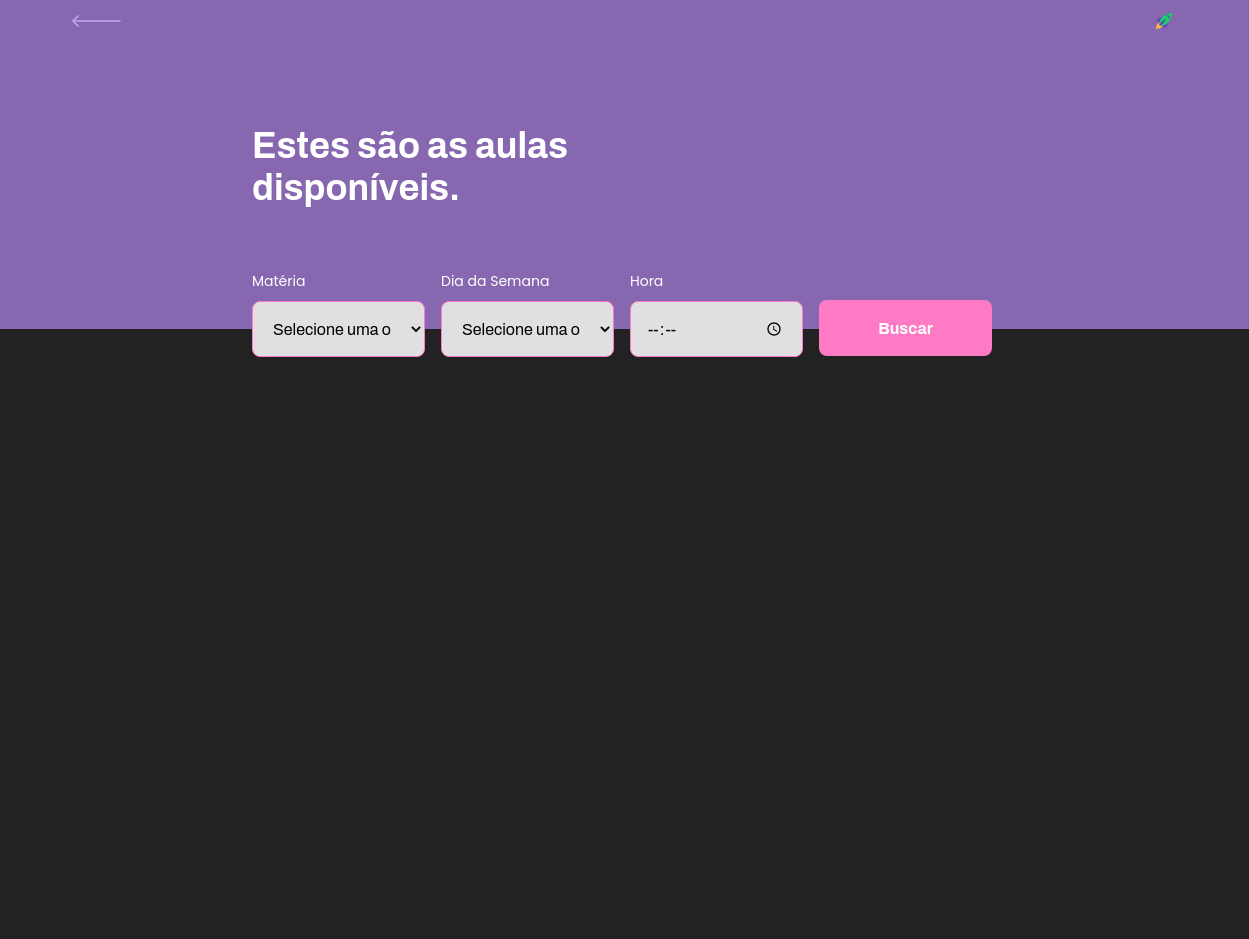 Estes são as aulas
disponíveis.
Matéria
Dia da Semana
Hora
Selecione uma o
Selecione uma o
--:--
Buscar